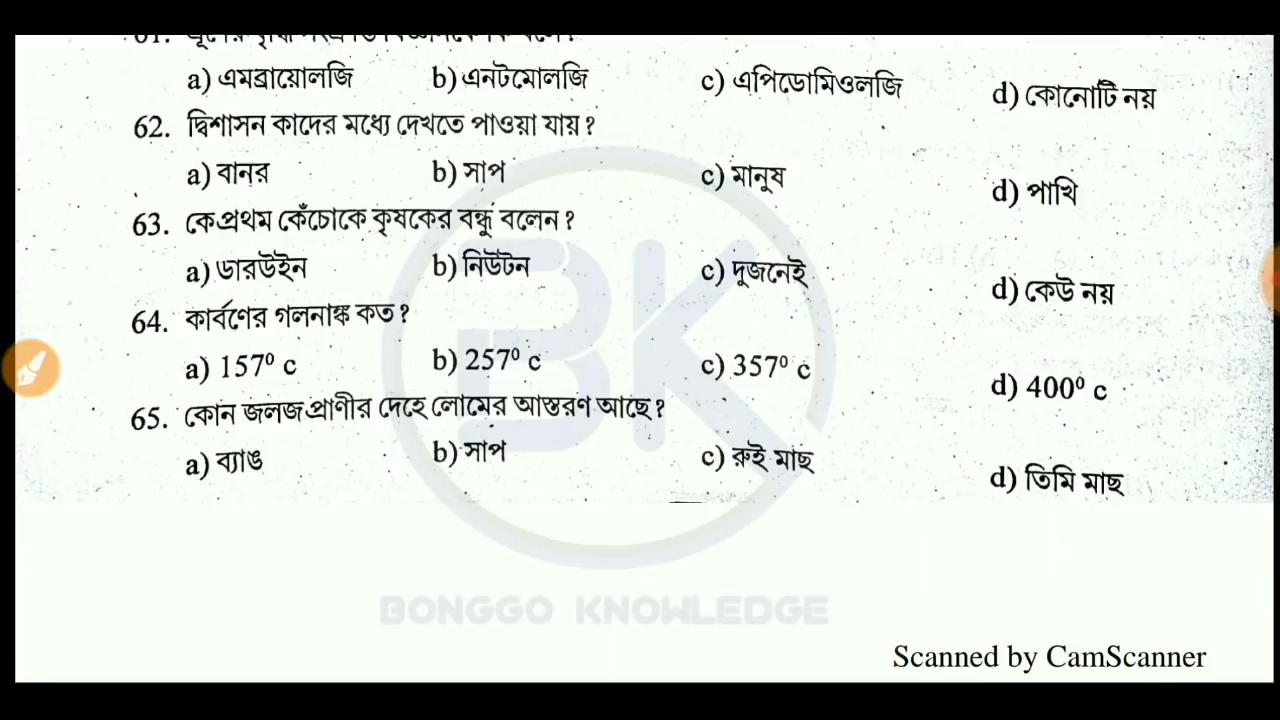 61.
a) এমব্রায়োলজি b) এনটমোলজি c) এপিডোমিওলজি d) কোনোটি নয়
62. দ্বিশাসন কাদের মধ্যে দেখতে পাওয়া যায়?
a) বানর b) সাপ c) মানুষ d) পাখি
63. কে প্রথম কেঁচোকে কৃষকের বন্ধু বলেন?
a) ডারউইন b) নিউটন c) দুজনেই d) কেউ নয়
64. কার্বণের গলনাঙ্ক কত?
a) 157⁰ c b) 257⁰ c c) 357⁰ c d) 400⁰ c
65. কোন জলজ প্রাণীর দেহে লোমের আস্তরণ আছে?
a) ব্যাঙ b) সাপ c) রুই মাছ d) তিমি মাছ
BK
BONGGO KNOWLEDGE
Scanned by CamScanner